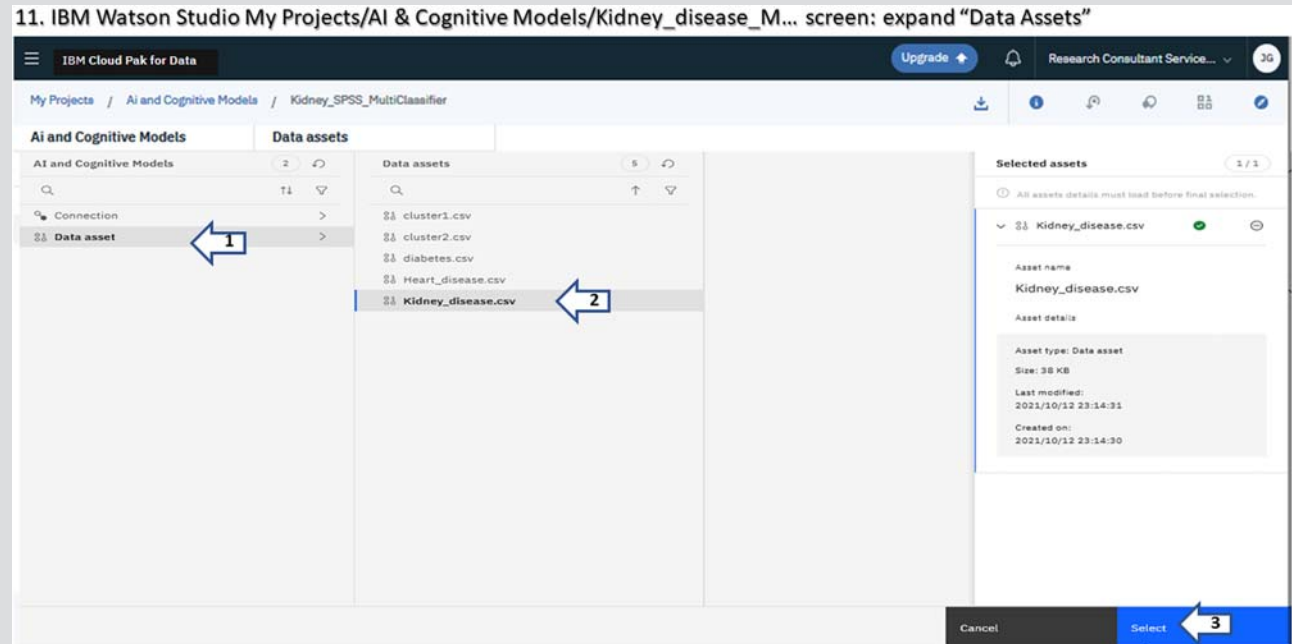 11. IBM Watson Studio My Projects/AI & Cognitive Models/Kidney_disease_M... screen: expand “Data Assets”
IBM Cloud Pak for Data
Upgrade
Research Consultant Service...
JG
My Projects / Ai and Cognitive Models / Kidney_SPSS_MultiClaasifier
Ai and Cognitive Models
Data assets
AI and Cognitive Models
2
Data assets
5
Selected assets
1/1
All assets details must load before final selection.
Connection
Data asset
1
cluster1.csv
cluster2.csv
diabetes.csv
Heart_disease.csv
Kidney_disease.csv
2
Kidney_disease.csv
Asset name
Kidney_disease.csv
Asset details
Asset type: Data asset
Size: 38 KB
Last modified:
2021/10/12 23:14:31
Created on:
2021/10/12 23:14:30
Cancel
Select
3